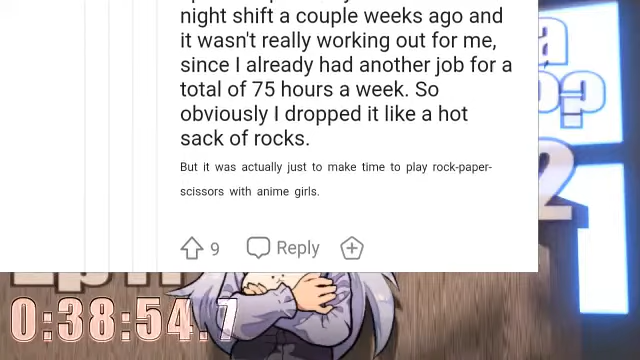 night shift a couple weeks ago and
it wasn't really working out for me,
since I already had another job for a
total of 75 hours a week. So
obviously I dropped it like a hot
sack of rocks.
But it was actually just to make time to play rock-paper-
scissors with anime girls.
9 Reply
0:38:54.7